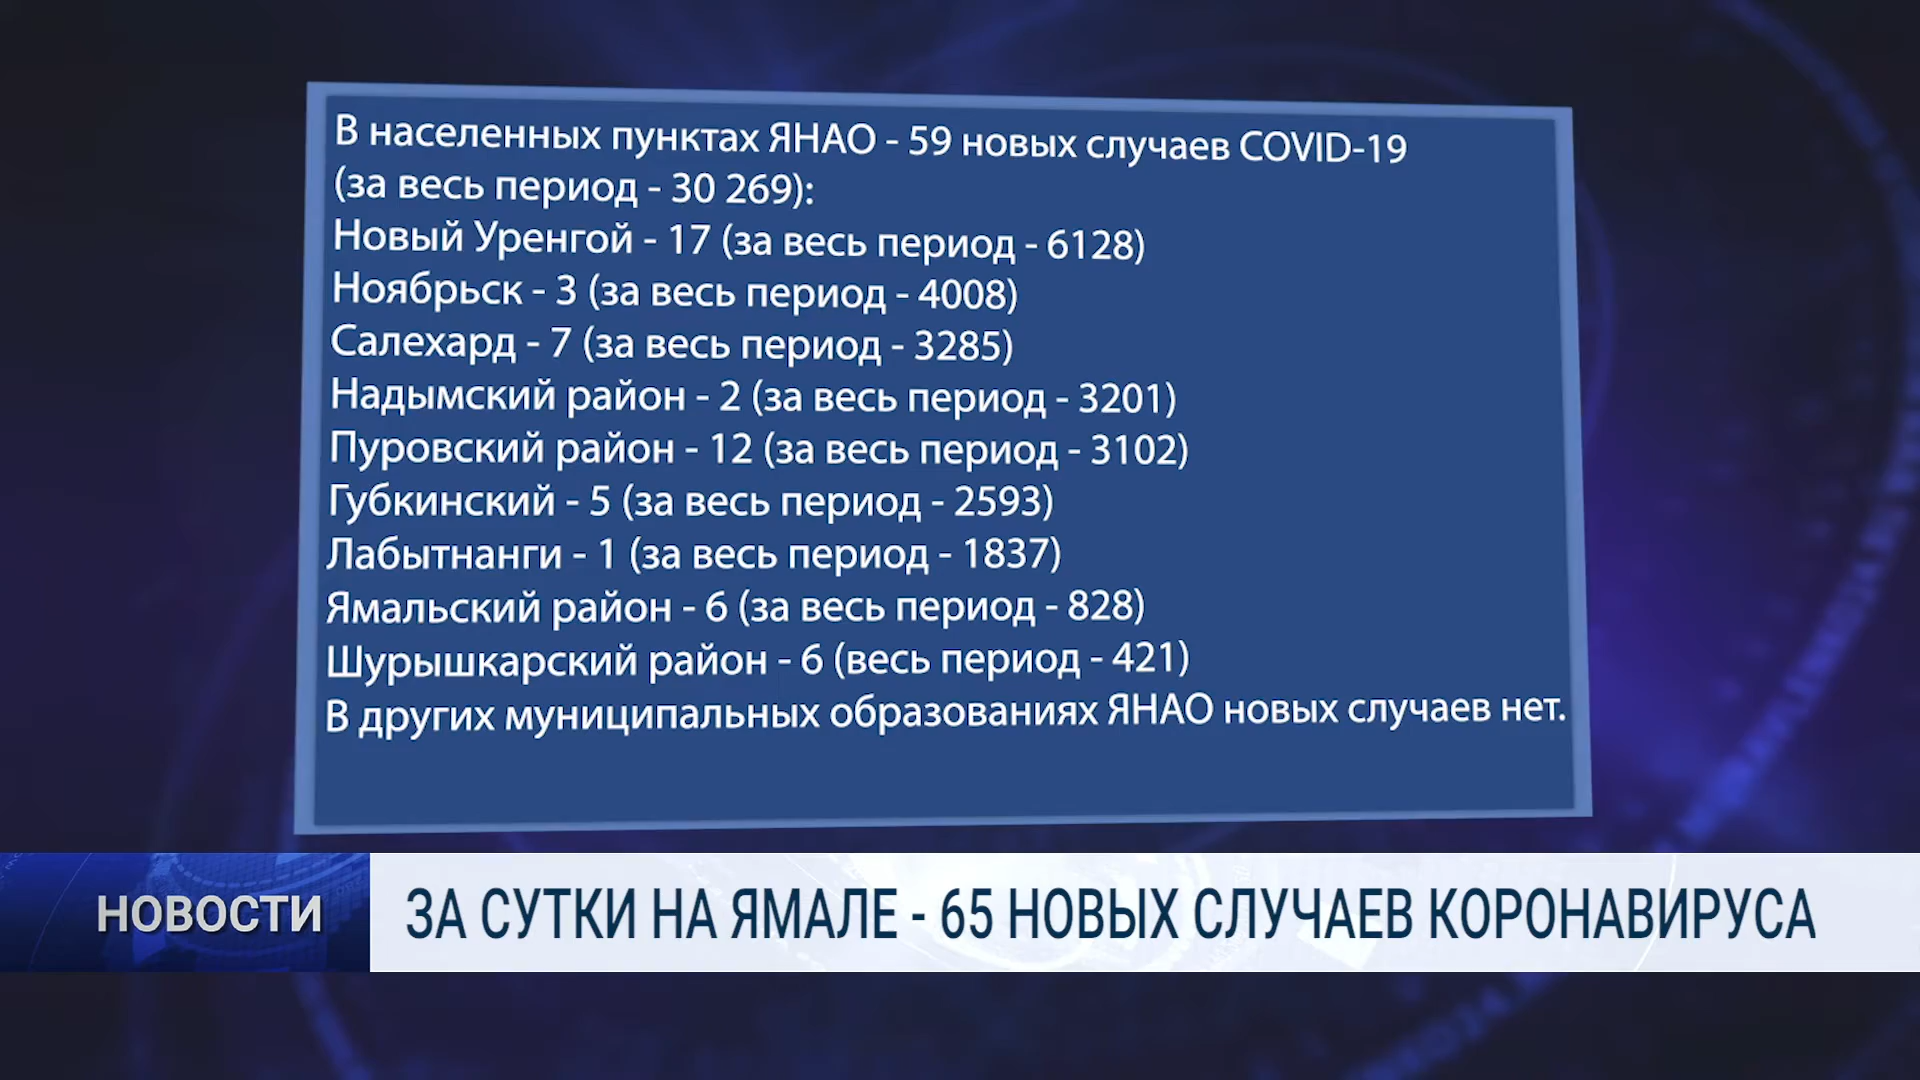 В населенных пунктах ЯНАО - 59 новых случаев COVID-19
(за весь период - 30 269):
Новый Уренгой - 17 (за весь период - 6128)
Ноябрьск - 3 (за весь период - 4008)
Салехард - 7 (за весь период - 3285)
Надымский район - 2 (за весь период - 3201)
Пуровский район - 12 (за весь период - 3102)
Губкинский - 5 (за весь период - 2593)
Лабытнанги - 1 (за весь период - 1837)
Ямальский район - 6 (за весь период - 828)
Шурышкарский район - 6 (весь период - 421)
В других муниципальных образованиях ЯНАО новых случаев нет.
НОВОСТИ
ЗА СУТКИ НА ЯМАЛЕ - 65 НОВЫХ СЛУЧАЕВ КОРОНАВИРУСА